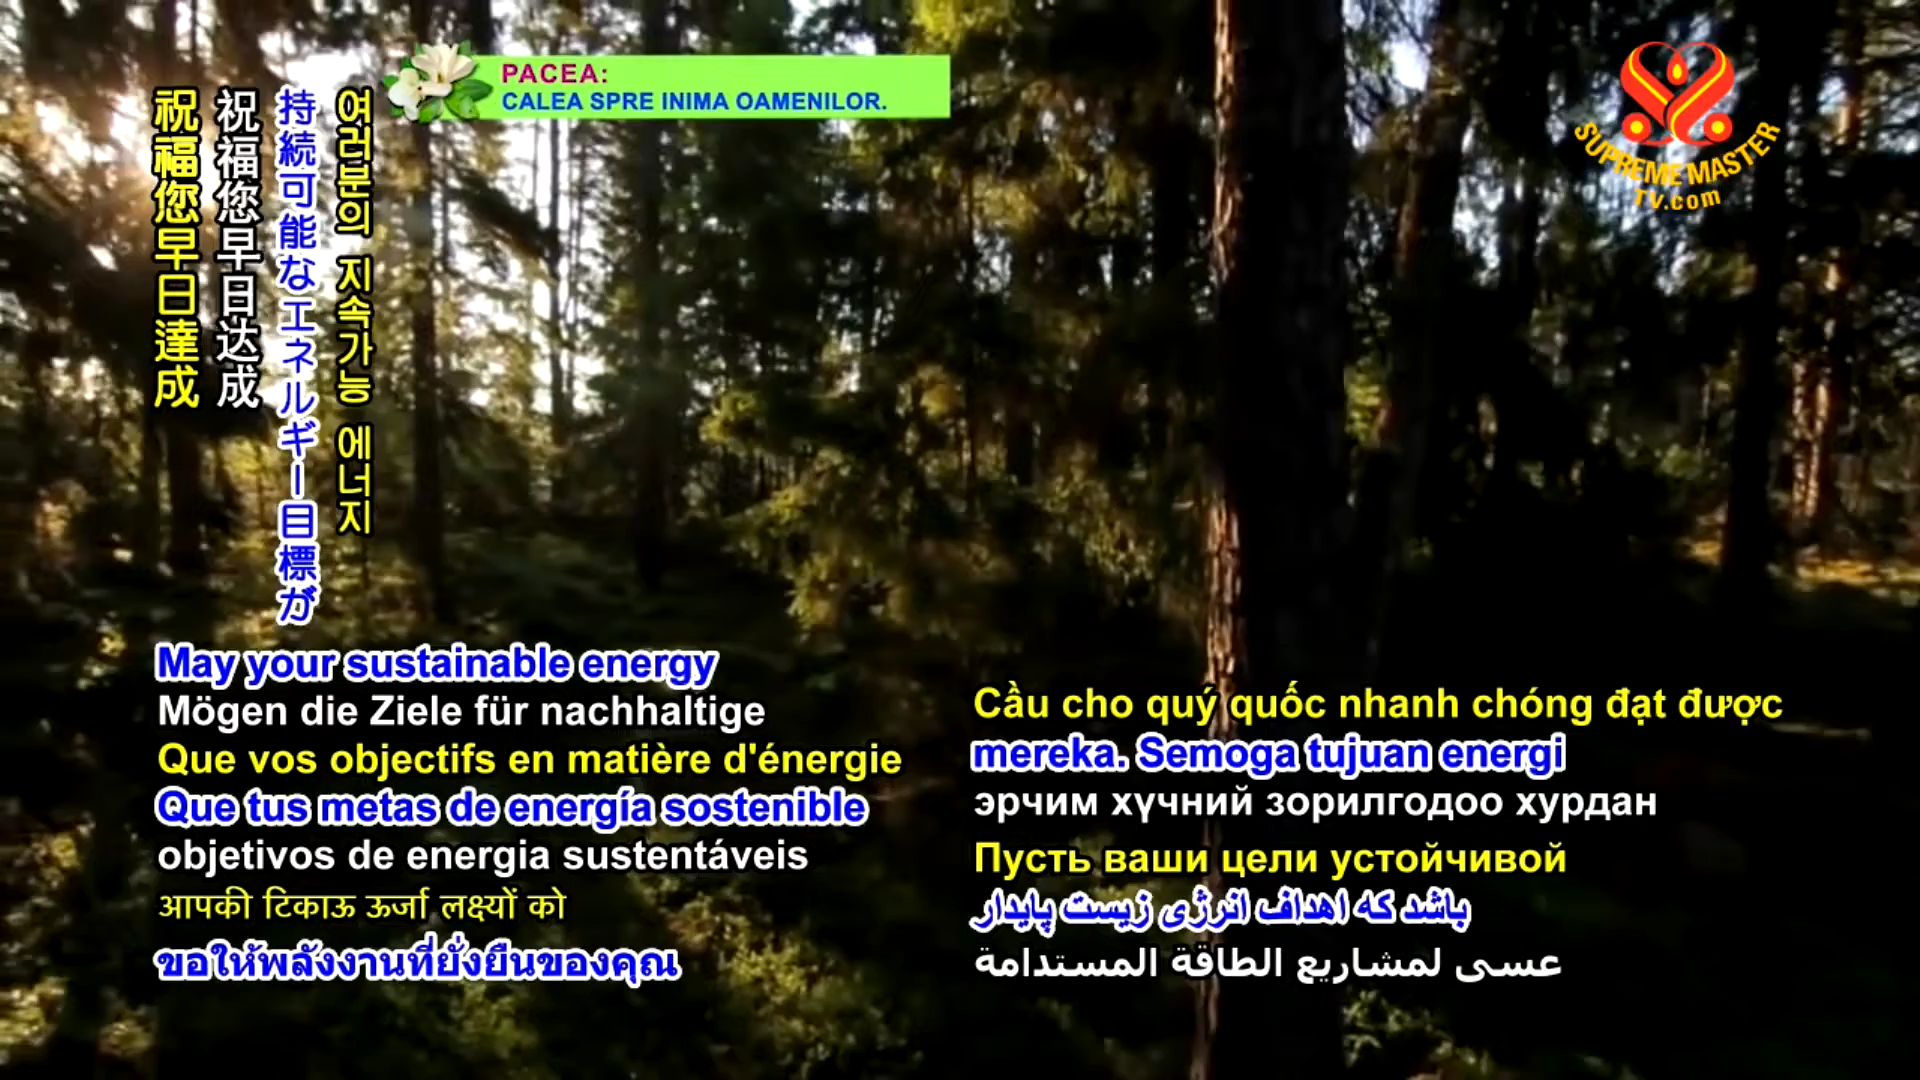 PACEA:
CALEA SPRE INIMA OAMENILOR.
SUPREME MASTER
TV.com
여러분의 지속가능 에너지
持続可能なエネルギー目標が
祝福您早日达成
祝福您早日達成
May your sustainable energy
Mögen die Ziele für nachhaltige
Que vos objectifs en matière d'énergie
Que tus metas de energía sostenible
objetivos de energia sustentáveis
आपकी टिकाऊ ऊर्जा लक्ष्यों को
ขอให้พลังงานที่ยั่งยืนของคุณ
Cầu cho quý quốc nhanh chóng đạt được
mereka. Semoga tujuan energi
эрчим хүчний зорилгодоо хурдан
Пусть ваши цели устойчивой
باشد که اهداف انرژی زیست پایدار
عسى لمشاريع الطاقة المستدامة